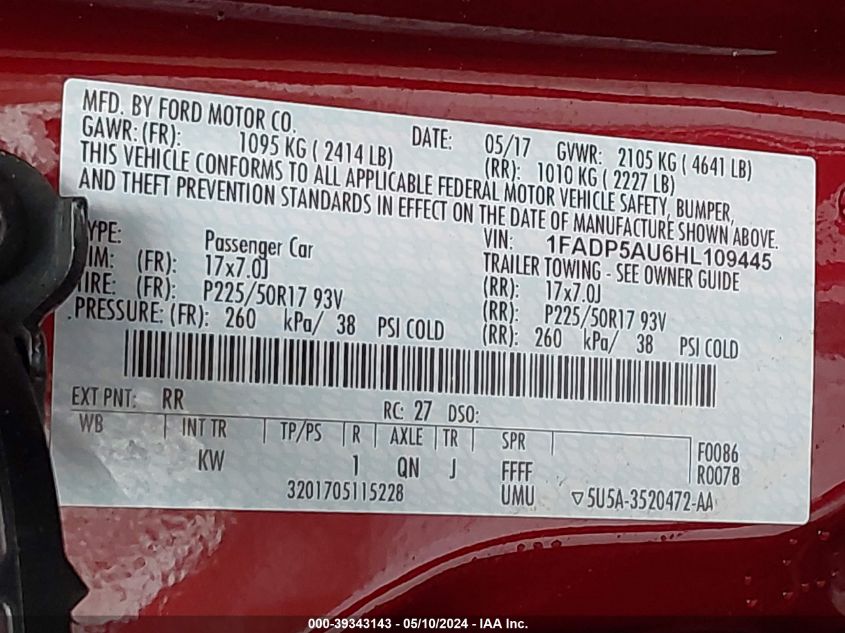 MFD. BY FORD MOTOR CO. DATE: 05/17 GVWR: 2105 KG ( 4641 LB)
GAWR: (FR): 1095 KG ( 2414 LB) (RR): 1010 KG ( 2227 LB)
THIS VEHICLE CONFORMS TO ALL APPLICABLE FEDERAL MOTOR VEHICLE SAFETY, BUMPER,
AND THEFT PREVENTION STANDARDS IN EFFECT ON THE DATE OF MANUFACTURE SHOWN ABOVE.
YPE: Passenger Car VIN: 1FADP5AU6HL109445
TRAILER TOWING - SEE OWNER GUIDE
IM: (FR): 17x7.0J (RR): 17x7.0J
IRE: (FR): P225/50R17 93V (RR): P225/50R17 93V
PRESSURE: (FR): 260 kPa/ 38 PSI COLD (RR): 260 kPa/ 38 PSI COLD
EXT PNT: RR RC: 27 DSO:
WB INT TR TP/PS R AXLE TR SPR F0086
KW 1 QN J FFFF R0078
3201705115228 UMU ▽5U5A-3520472-AA
000-39343143 - 05/10/2024 - IAA Inc.